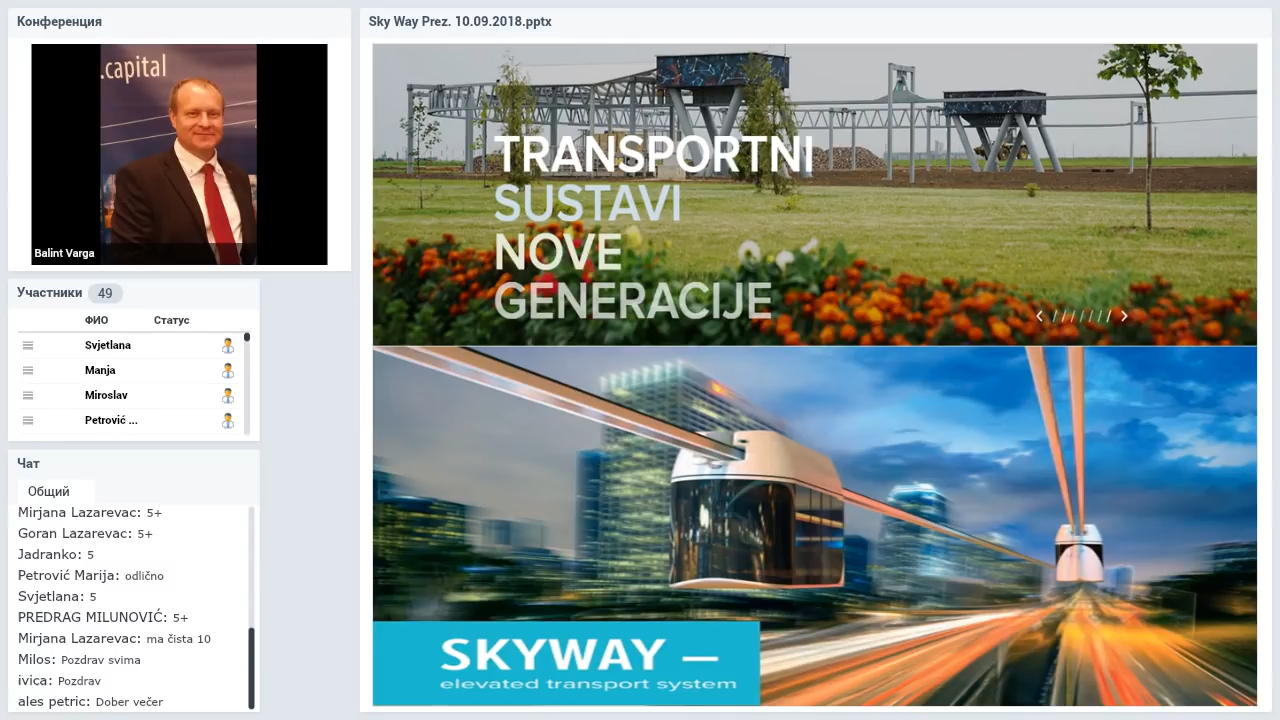 Конференция
.capital
Balint Varga
Участники 49
ФИО Статус
Svjetlana
Manja
Miroslav
Petrović ...
Чат
Общий
Mirjana Lazarevac: 5+
Goran Lazarevac: 5+
Jadranko: 5
Petrović Marija: odlično
Svjetlana: 5
PREDRAG MILUNOVIĆ: 5+
Mirjana Lazarevac: ma čista 10
Milos: Pozdrav svima
ivica: Pozdrav
ales petric: Dober večer
Sky Way Prez. 10.09.2018.pptx
TRANSPORTNI
SUSTAVI
NOVE
GENERACIJE
SKYWAY —
elevated transport system